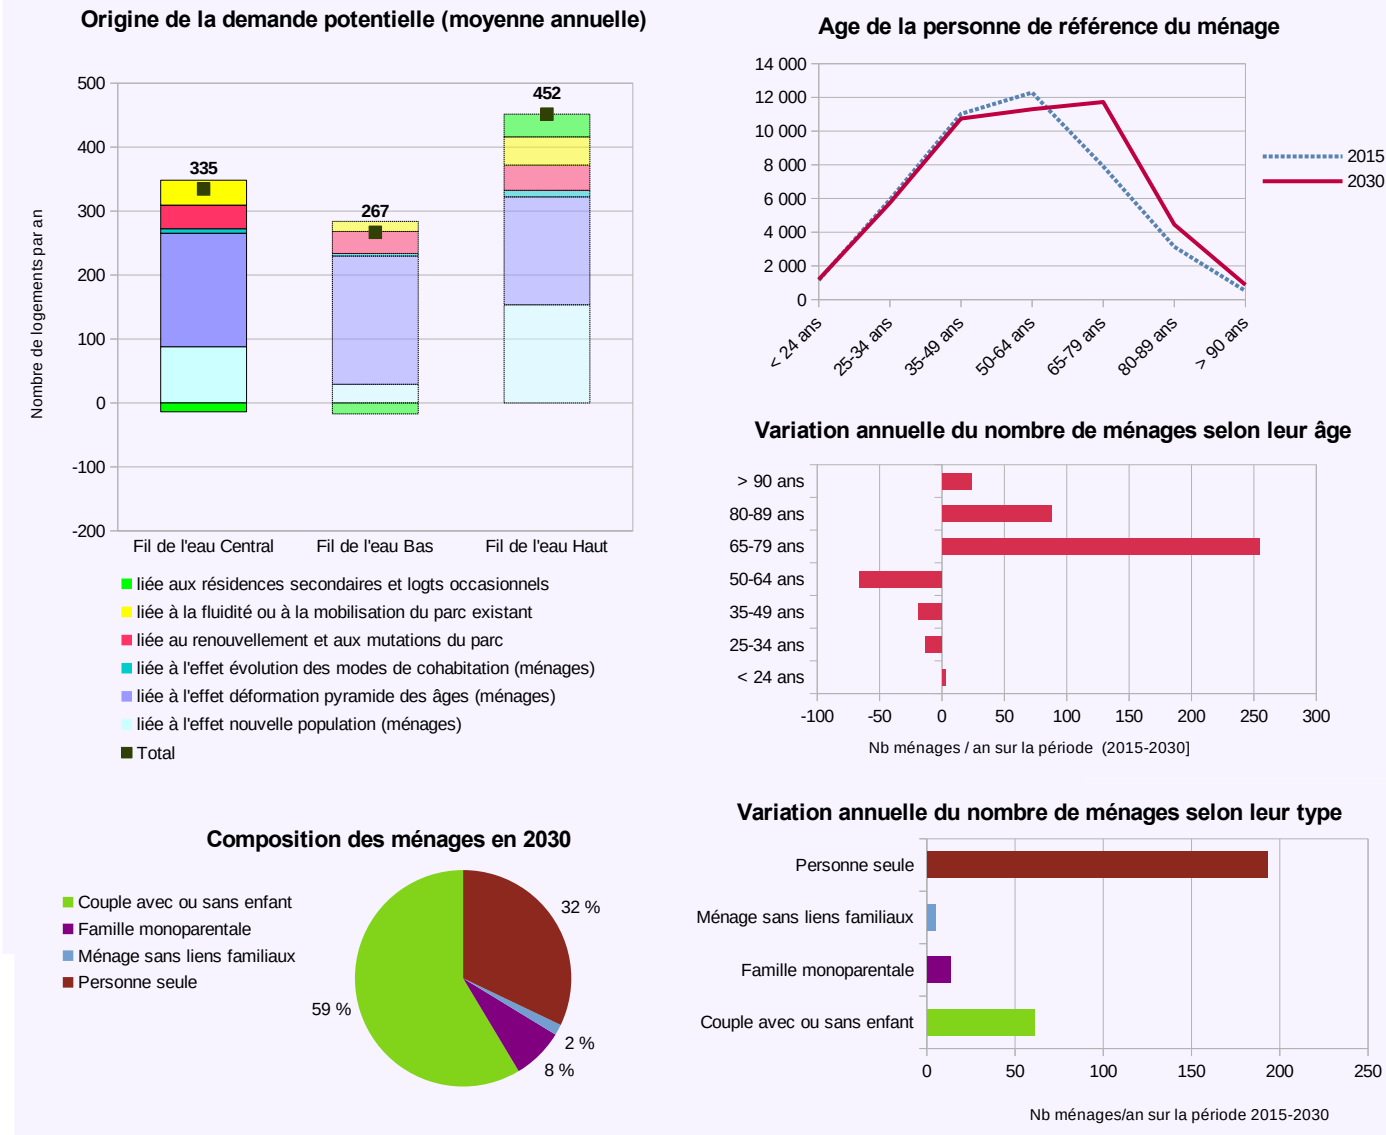 Origine de la demande potentielle (moyenne annuelle)
Nombre de logements par an
500
400
300
200
100
0
-100
-200
335
267
452
Fil de l'eau Central
Fil de l'eau Bas
Fil de l'eau Haut
liée aux résidences secondaires et logts occasionnels
liée à la fluidité ou à la mobilisation du parc existant
liée au renouvellement et aux mutations du parc
liée à l'effet évolution des modes de cohabitation (ménages)
liée à l'effet déformation pyramide des âges (ménages)
liée à l'effet nouvelle population (ménages)
Total
Age de la personne de référence du ménage
14 000
12 000
10 000
8 000
6 000
4 000
2 000
0
< 24 ans
25-34 ans
35-49 ans
50-64 ans
65-79 ans
80-89 ans
> 90 ans
2015
2030
Variation annuelle du nombre de ménages selon leur âge
> 90 ans
80-89 ans
65-79 ans
50-64 ans
35-49 ans
25-34 ans
< 24 ans
-100 -50 0 50 100 150 200 250 300
Nb ménages / an sur la période (2015-2030]
Composition des ménages en 2030
Couple avec ou sans enfant
Famille monoparentale
Ménage sans liens familiaux
Personne seule
32 %
2 %
8 %
59 %
Variation annuelle du nombre de ménages selon leur type
Personne seule
Ménage sans liens familiaux
Famille monoparentale
Couple avec ou sans enfant
0 50 100 150 200 250
Nb ménages/an sur la période 2015-2030